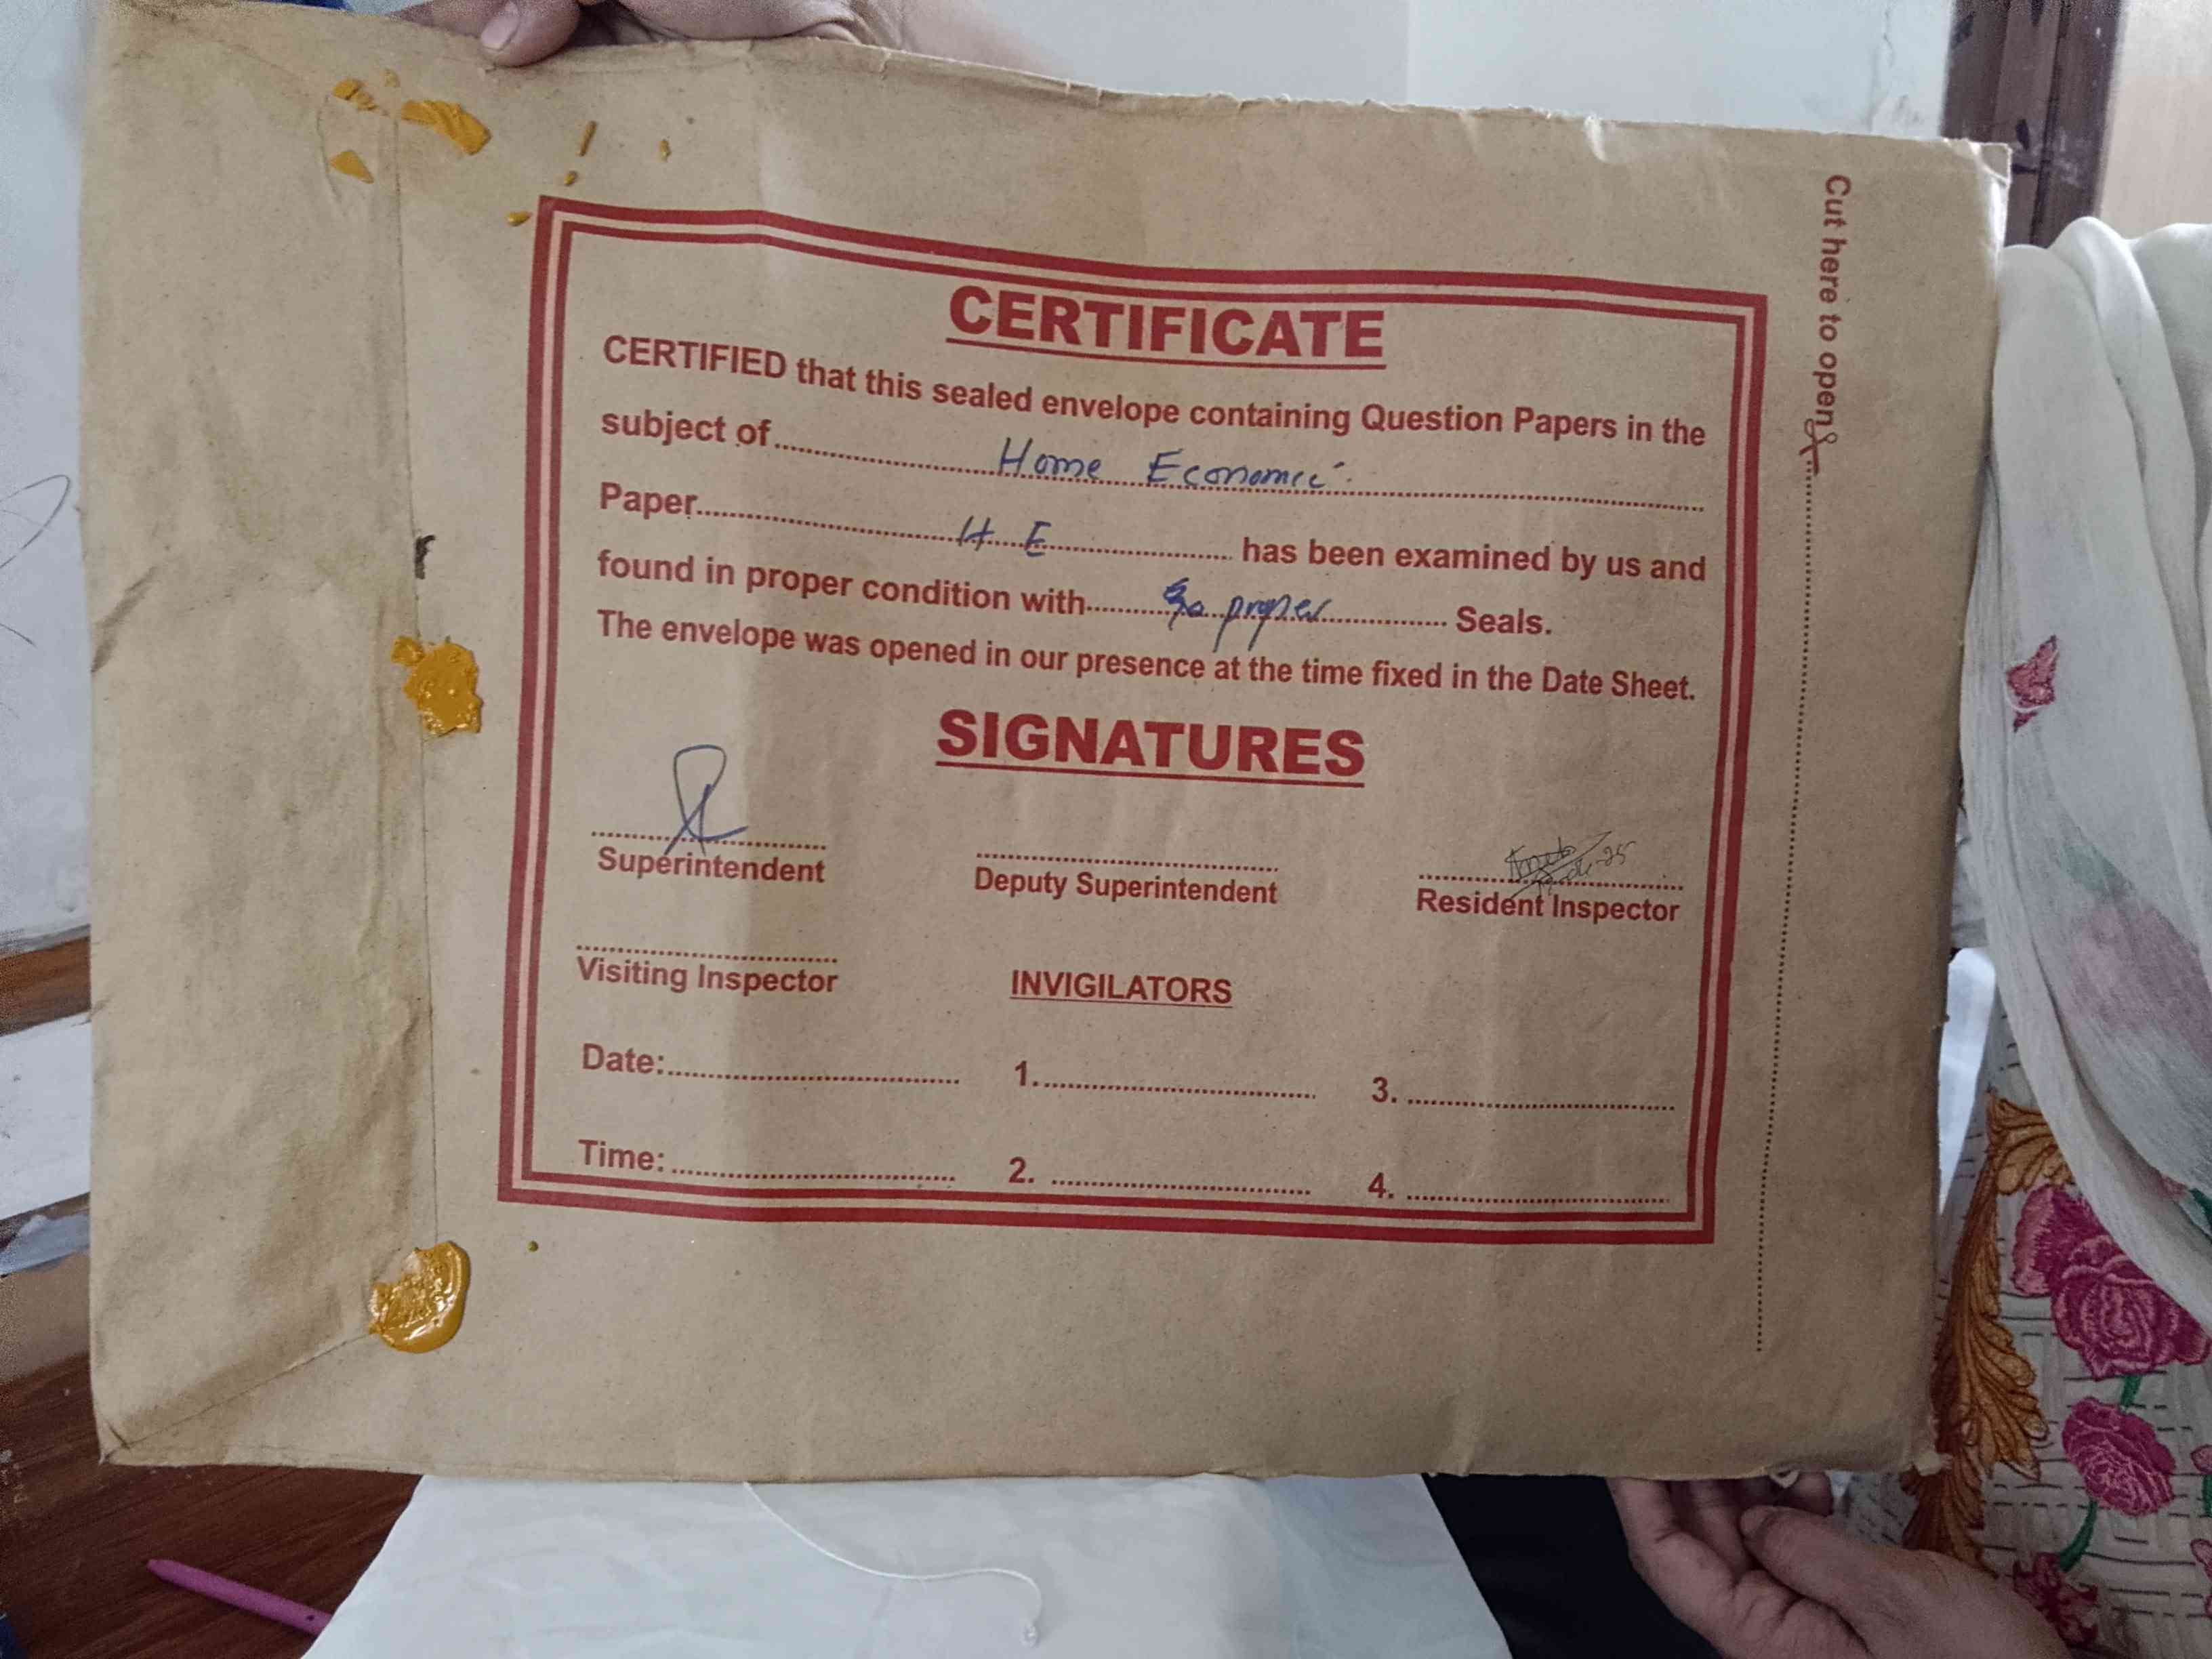 CERTIFICATE
CERTIFIED that this sealed envelope containing Question Papers in the
subject of Home Economic
Paper H E has been examined by us and
found in proper condition with proper Seals.
The envelope was opened in our presence at the time fixed in the Date Sheet.
SIGNATURES
Superintendent Deputy Superintendent Resident Inspector
Visiting Inspector INVIGILATORS
Date: 1. 3.
Time: 2. 4.
Cut here to open